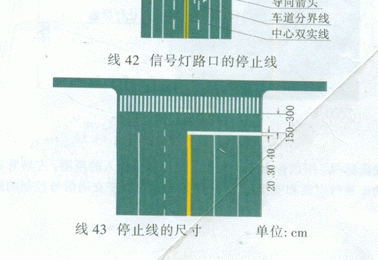 导向箭头
车道分界线
中心双实线
线 42 信号灯路口的停止线
150-300
20 30 40
线 43 停止线的尺寸
单位: cm